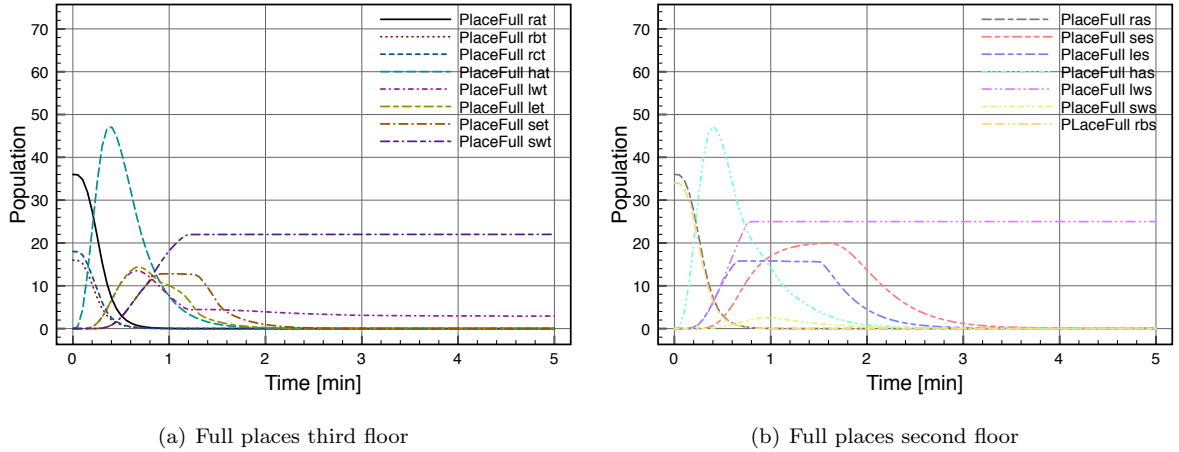 70
60
50
40
30
20
10
0
Population
PlaceFull rat
PlaceFull rbt
PlaceFull rct
PlaceFull hat
PlaceFull lwt
PlaceFull let
PlaceFull set
PlaceFull swt
0 1 2 3 4 5
Time [min]
(a) Full places third floor
70
60
50
40
30
20
10
0
Population
PlaceFull ras
PlaceFull ses
PlaceFull les
PlaceFull has
PlaceFull lws
PlaceFull sws
PLaceFull rbs
0 1 2 3 4 5
Time [min]
(b) Full places second floor